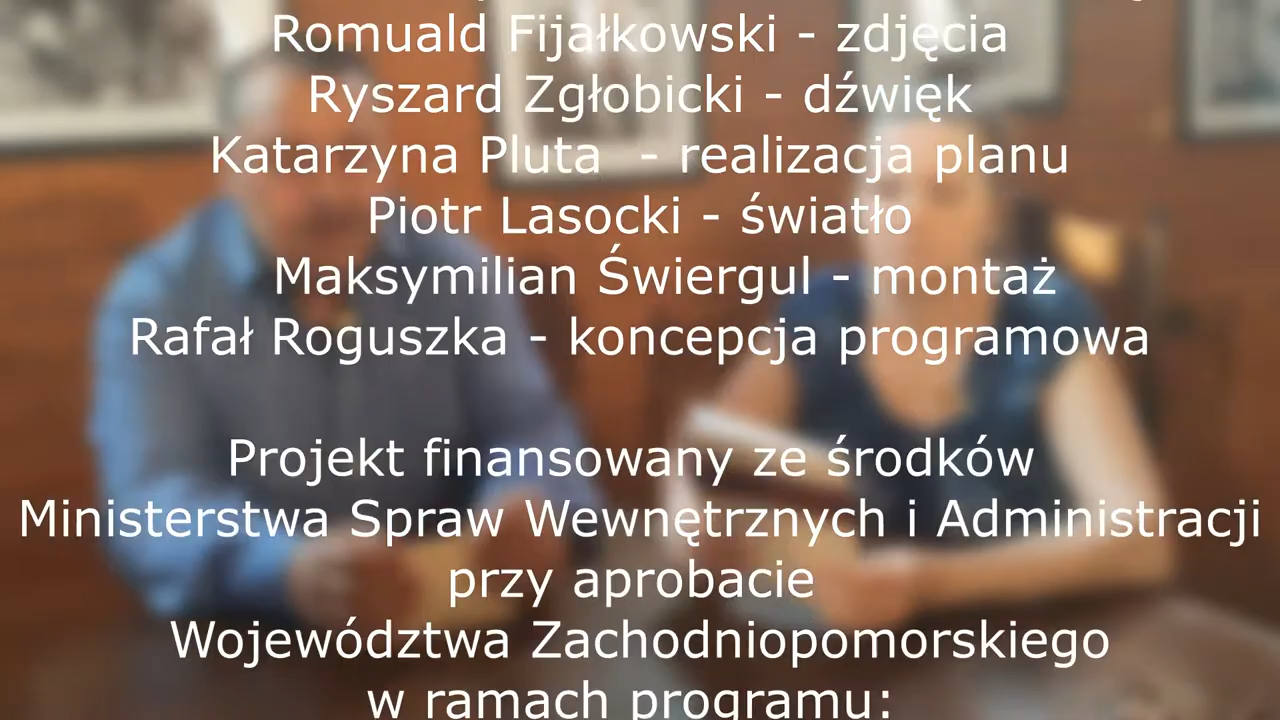 Romuald Fijałkowski - zdjęcia
Ryszard Zgłobicki - dźwięk
Katarzyna Pluta - realizacja planu
Piotr Lasocki - światło
Maksymilian Świergul - montaż
Rafał Roguszka - koncepcja programowa
Projekt finansowany ze środków
Ministerstwa Spraw Wewnętrznych i Administracji
przy aprobacie
Województwa Zachodniopomorskiego
w ramach programu: